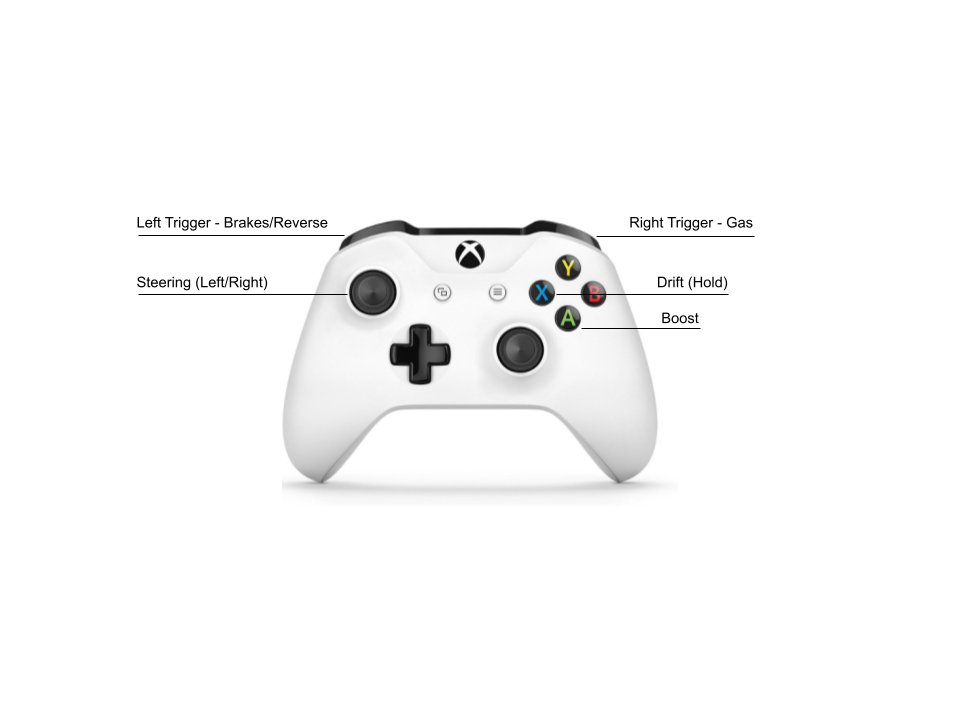 Left Trigger - Brakes/Reverse
Right Trigger - Gas
Y
Steering (Left/Right)
X
B
Drift (Hold)
A
Boost